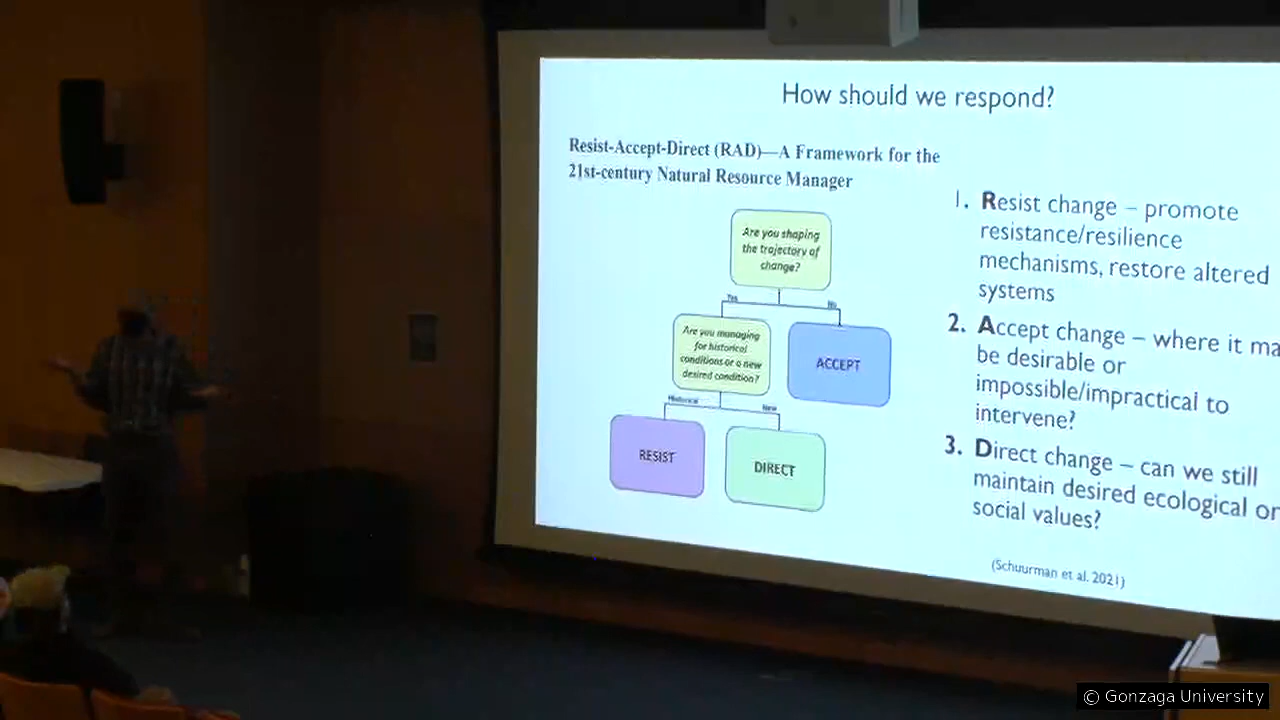 How should we respond?
Resist-Accept-Direct (RAD)—A Framework for the
21st-century Natural Resource Manager
Are you shaping
the trajectory of
change?
Yes
No
Are you managing
for historical
conditions or a new
desired condition?
ACCEPT
Historical
New
RESIST
DIRECT
1. Resist change – promote
resistance/resilience
mechanisms, restore altered
systems
2. Accept change – where it ma
be desirable or
impossible/impractical to
intervene?
3. Direct change – can we still
maintain desired ecological or
social values?
(Schuurman et al. 2021)
© Gonzaga University